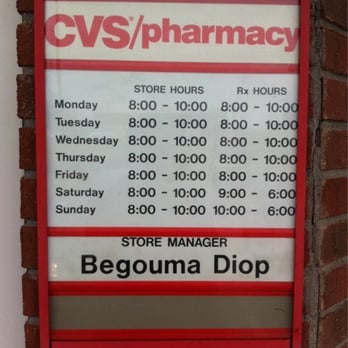 CVS/pharmacy
STORE HOURS Rx HOURS
Monday 8:00 - 10:00 8:00 - 10:00
Tuesday 8:00 - 10:00 8:00 - 10:00
Wednesday 8:00 - 10:00 8:00 - 10:00
Thursday 8:00 - 10:00 8:00 - 10:00
Friday 8:00 - 10:00 8:00 - 10:00
Saturday 8:00 - 10:00 9:00 - 6:00
Sunday 8:00 - 10:00 10:00 - 6:00
STORE MANAGER
Begouma Diop